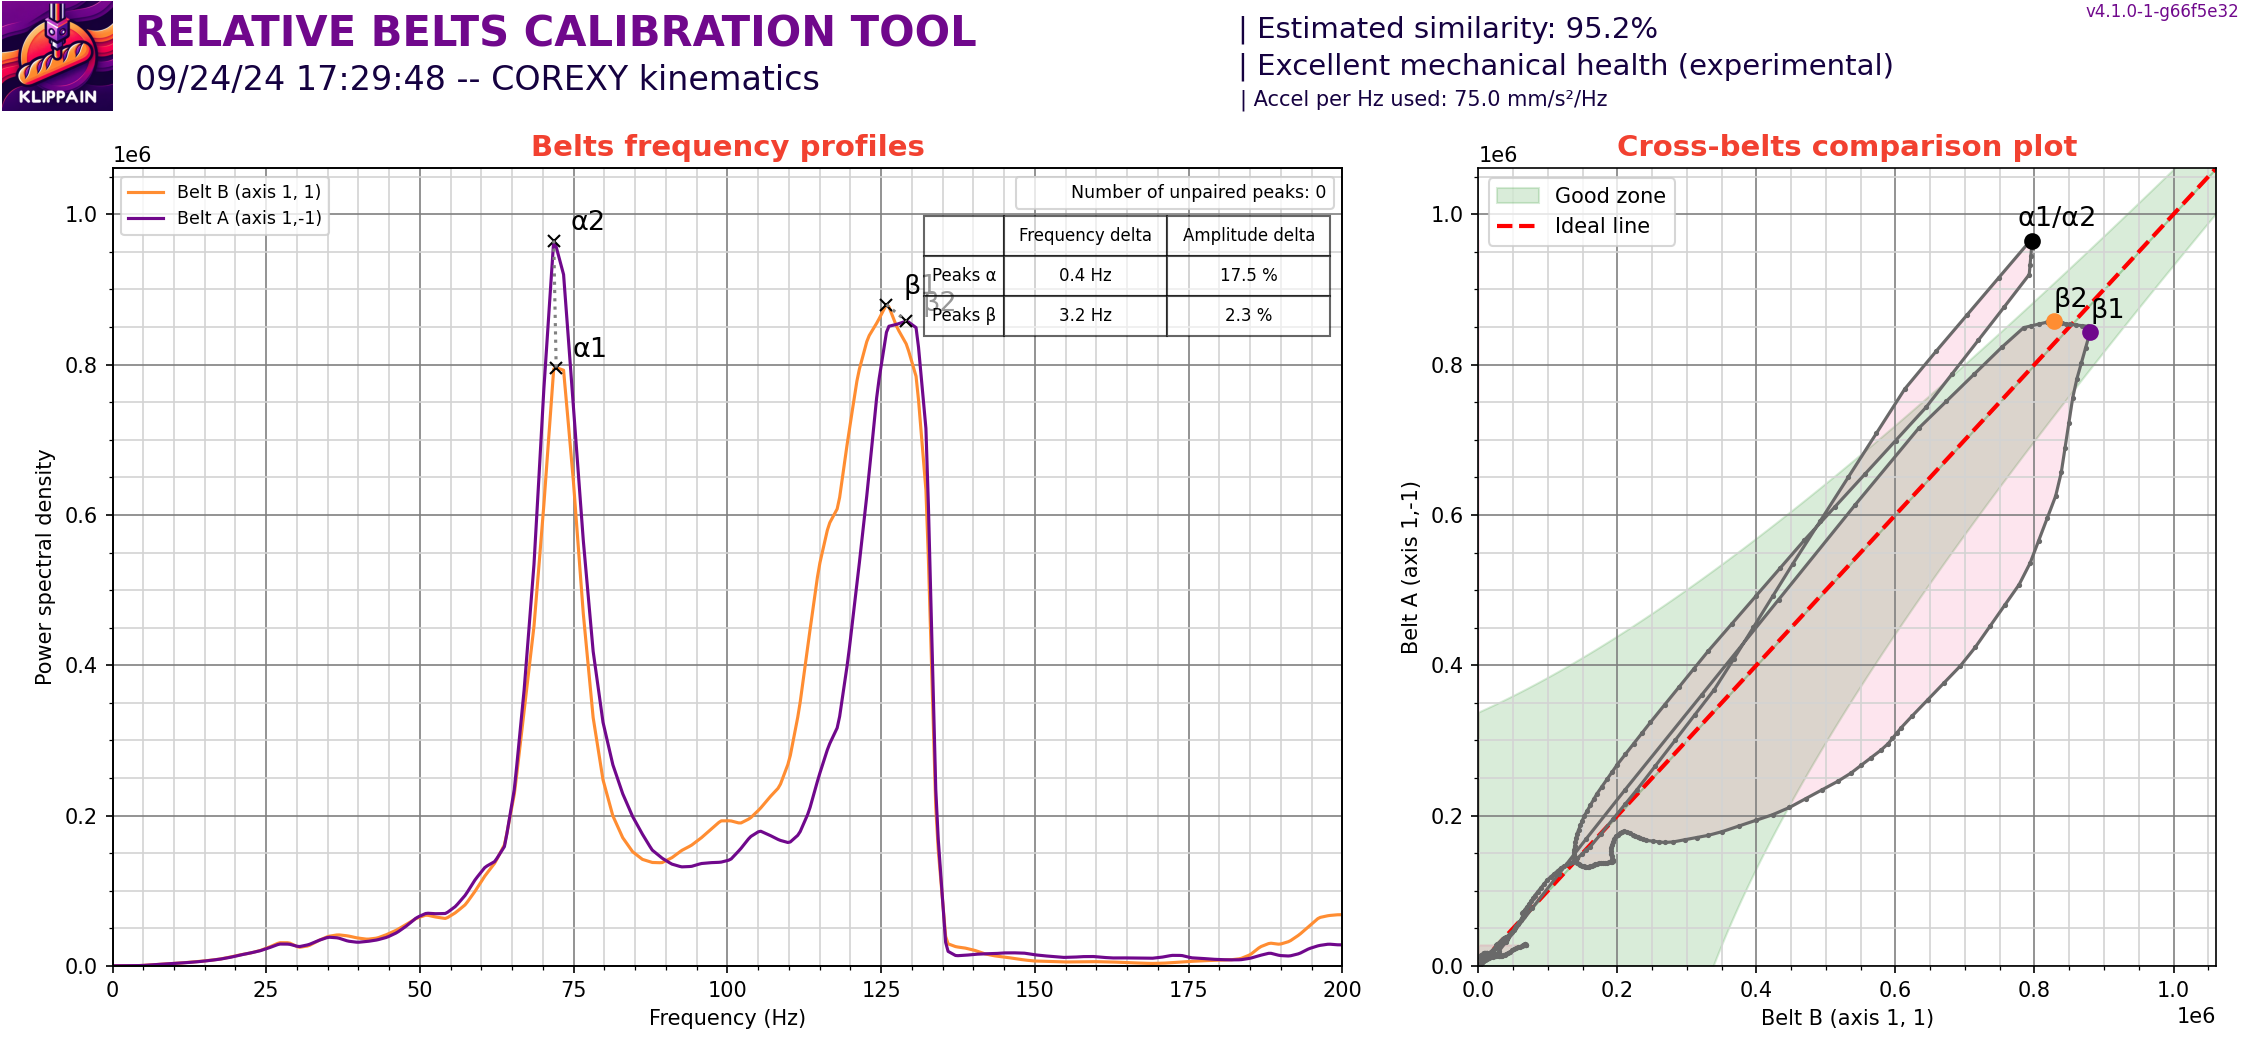 KLIPPAIN
RELATIVE BELTS CALIBRATION TOOL
09/24/24 17:29:48 -- COREXY kinematics
| Estimated similarity: 95.2%
| Excellent mechanical health (experimental)
| Accel per Hz used: 75.0 mm/s²/Hz
v4.1.0-1-g66f5e32
Belts frequency profiles
1e6
Belt B (axis 1, 1)
Belt A (axis 1,-1)
Number of unpaired peaks: 0
Frequency delta Amplitude delta
Peaks α 0.4 Hz 17.5 %
Peaks β 3.2 Hz 2.3 %
α2
α1
β1
β2
Power spectral density
1.0
0.8
0.6
0.4
0.2
0.0
0 25 50 75 100 125 150 175 200
Frequency (Hz)
Cross-belts comparison plot
1e6
Good zone
Ideal line
α1/α2
β2
β1
Belt A (axis 1,-1)
1.0
0.8
0.6
0.4
0.2
0.0
0.0 0.2 0.4 0.6 0.8 1.0
Belt B (axis 1, 1)
1e6